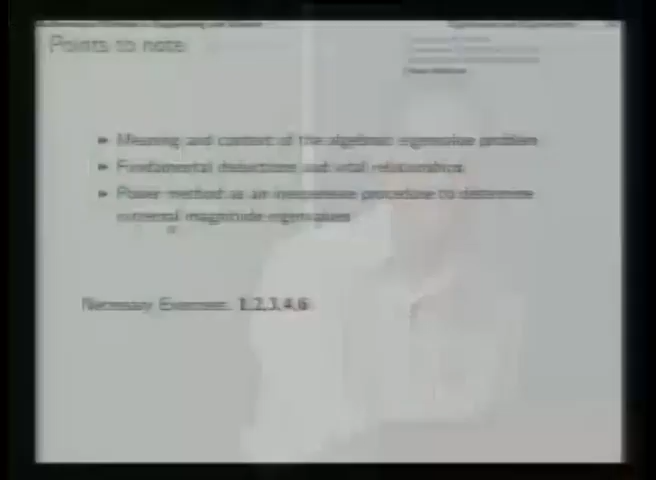 Points to note
► Meaning and context of the algebraic eigenvalue problem
► Fundamental deductions and vital relationships
► Power method as an inexpensive procedure to determine
extremal magnitude eigenvalues
Necessary Exercises: 1,2,3,4,6